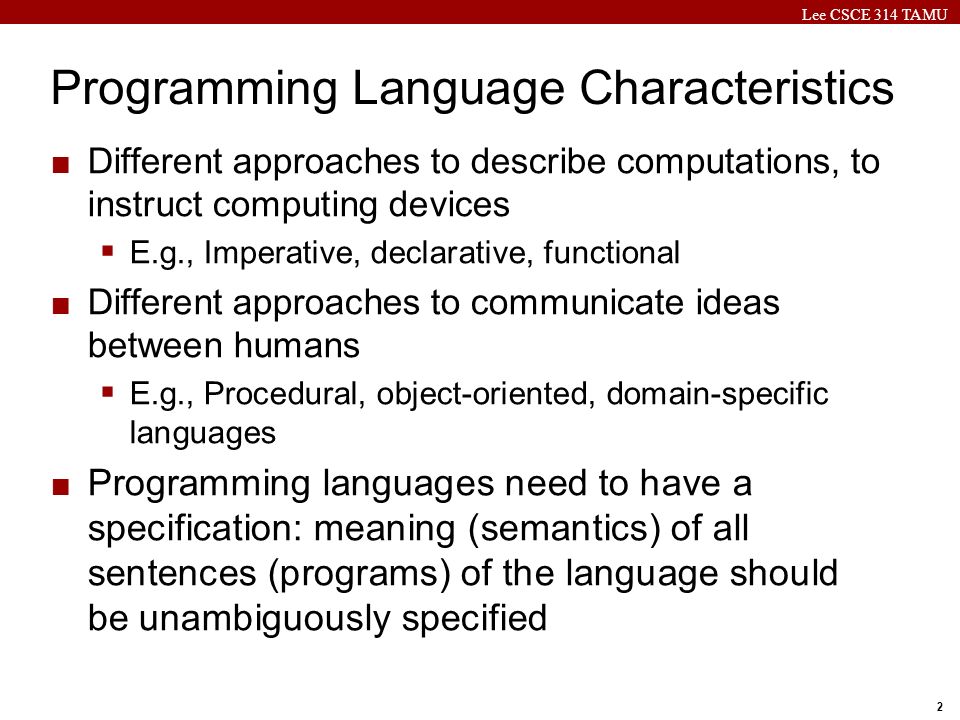 Lee CSCE 314 TAMU
Programming Language Characteristics
■ Different approaches to describe computations, to
instruct computing devices
▪ E.g., Imperative, declarative, functional
■ Different approaches to communicate ideas
between humans
▪ E.g., Procedural, object-oriented, domain-specific
languages
■ Programming languages need to have a
specification: meaning (semantics) of all
sentences (programs) of the language should
be unambiguously specified
2